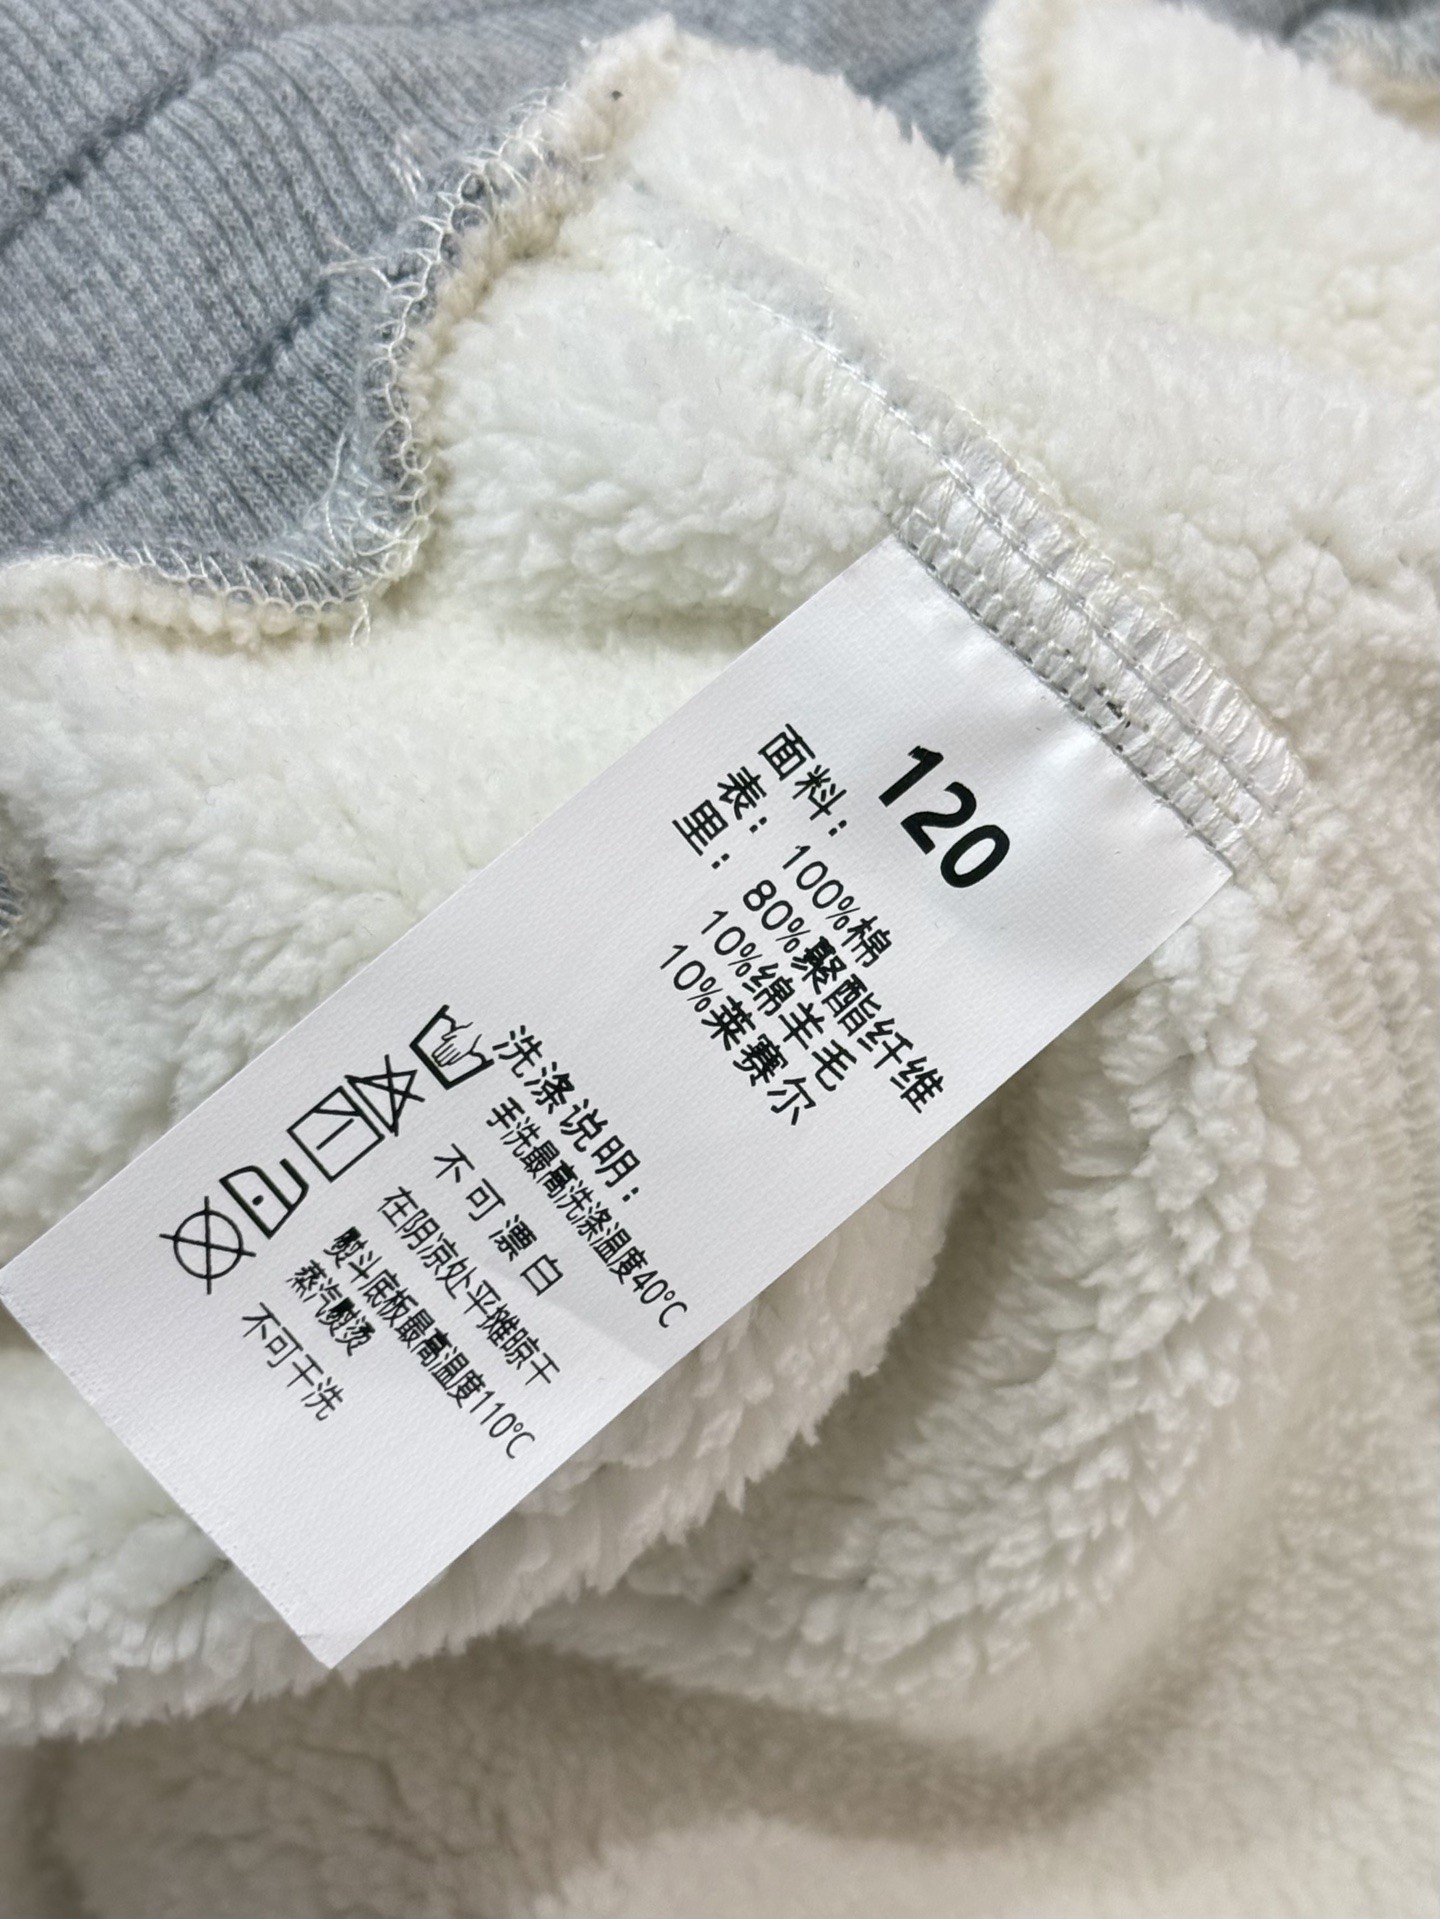 120
面料：
表：100%棉
里：80%聚酯纤维
10%绵羊毛
10%莱赛尔
洗涤说明：
手洗最高洗涤温度40℃
不可漂白
在阴凉处平摊晾干
熨斗底板最高温度110℃
蒸汽熨烫
不可干洗